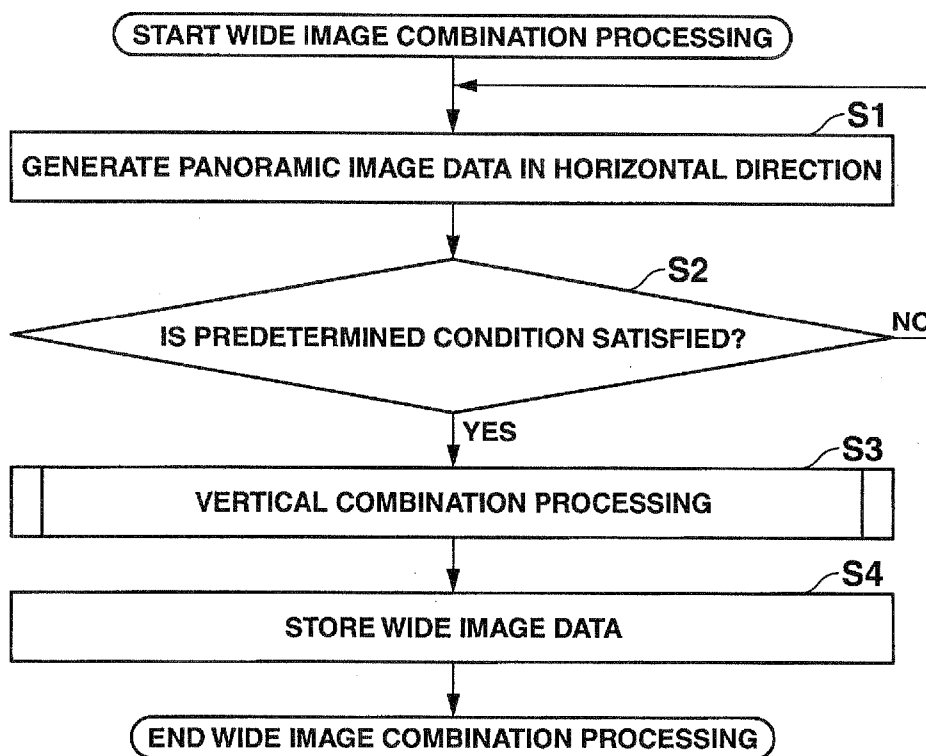 START WIDE IMAGE COMBINATION PROCESSING
S1
GENERATE PANORAMIC IMAGE DATA IN HORIZONTAL DIRECTION
S2
IS PREDETERMINED CONDITION SATISFIED?
NO
YES
S3
VERTICAL COMBINATION PROCESSING
S4
STORE WIDE IMAGE DATA
END WIDE IMAGE COMBINATION PROCESSING